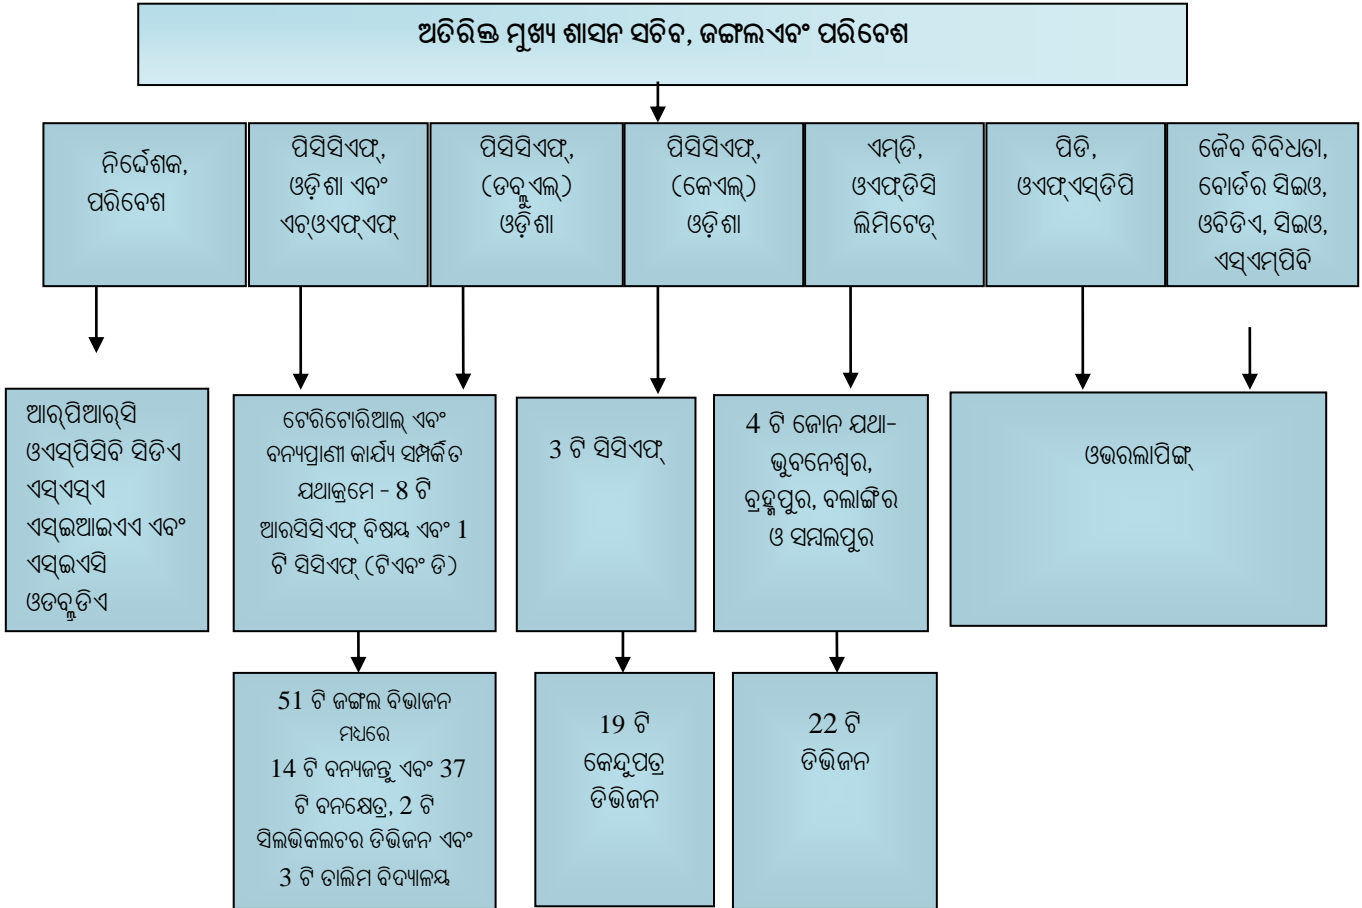 ଅତିରିକ୍ତ ମୁଖ୍ୟ ଶାସନ ସଚିବ, ଜଙ୍ଗଲଏବଂ ପରିବେଶ
ନିର୍ଦ୍ଦେଶକ,
ପରିବେଶ
ପିସିସିଏଫ୍,
ଓଡ଼ିଶା ଏବଂ
ଏଚ୍ଓଏଫ୍ଏଫ୍
ପିସିସିଏଫ୍,
(ଡବ୍ଲୁଏଲ୍)
ଓଡ଼ିଶା
ପିସିସିଏଫ୍,
(କେଏଲ୍)
ଓଡ଼ିଶା
ଏମ୍ଡି,
ଓଏଫ୍ଡିସି
ଲିମିଟେଡ୍
ପିଡି,
ଓଏଫ୍ଏସ୍ଡିପି
ଜୈବ ବିବିଧତା,
ବୋର୍ଡର ସିଇଓ,
ଓବିଡିଏ, ସିଇଓ,
ଏସ୍ଏମ୍ପିବି
ଆର୍ପିଆର୍ସି
ଓଏସ୍ପିସିବି ସିଡିଏ
ଏସ୍ଏସ୍ଏ
ଏସ୍ଇଆଇଏଏ ଏବଂ
ଏସ୍ଇଏସି
ଓଡବ୍ଲୁଡିଏ
ଟେରିଟୋରିଆଲ୍ ଏବଂ
ବନ୍ୟପ୍ରାଣୀ କାର୍ଯ୍ୟ ସମ୍ପର୍କିତ
ଯଥାକ୍ରମେ - 8 ଟି
ଆରସିସିଏଫ୍ ବିଷୟ ଏବଂ 1
ଟି ସିସିଏଫ୍ (ଟିଏବଂ ଡି)
3 ଟି ସିସିଏଫ୍
4 ଟି ଜୋନ ଯଥା-
ଭୁବନେଶ୍ୱର,
ବ୍ରହ୍ମପୁର, ବଲାଙ୍ଗିର
ଓ ସମ୍ବଲପୁର
ଓଭରଲାପିଙ୍ଗ୍
51 ଟି ଜଙ୍ଗଲ ବିଭାଜନ
ମଧ୍ୟରେ
14 ଟି ବନ୍ୟଜନ୍ତୁ ଏବଂ 37
ଟି ବନକ୍ଷେତ୍ର, 2 ଟି
ସିଲଭିକଲଚର ଡିଭିଜନ ଏବଂ
3 ଟି ତାଲିମ ବିଦ୍ୟାଳୟ
19 ଟି
କେନ୍ଦୁପତ୍ର
ଡିଭିଜନ
22 ଟି
ଡିଭିଜନ